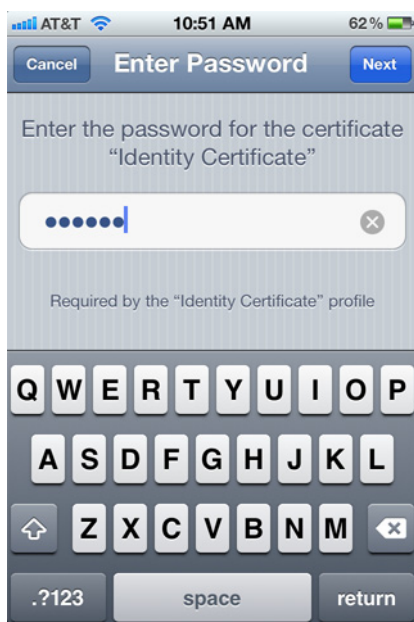 AT&T 10:51 AM 62%
Cancel Enter Password Next
Enter the password for the certificate
“Identity Certificate”
Required by the “Identity Certificate” profile
Q W E R T Y U I O P
A S D F G H J K L
Z X C V B N M
.?123 space return